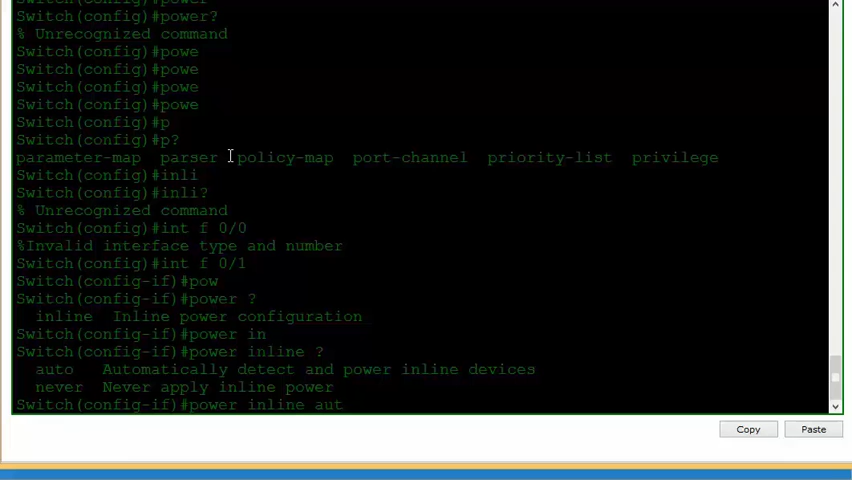 Switch(config)#power
Switch(config)#power?
% Unrecognized command
Switch(config)#powe
Switch(config)#powe
Switch(config)#powe
Switch(config)#powe
Switch(config)#p
Switch(config)#p?
parameter-map  parser  policy-map  port-channel  priority-list  privilege
Switch(config)#inli
Switch(config)#inli?
% Unrecognized command
Switch(config)#int f 0/0
%Invalid interface type and number
Switch(config)#int f 0/1
Switch(config-if)#pow
Switch(config-if)#power ?
  inline  Inline power configuration
Switch(config-if)#power in
Switch(config-if)#power inline ?
  auto   Automatically detect and power inline devices
  never  Never apply inline power
Switch(config-if)#power inline aut
Copy  Paste